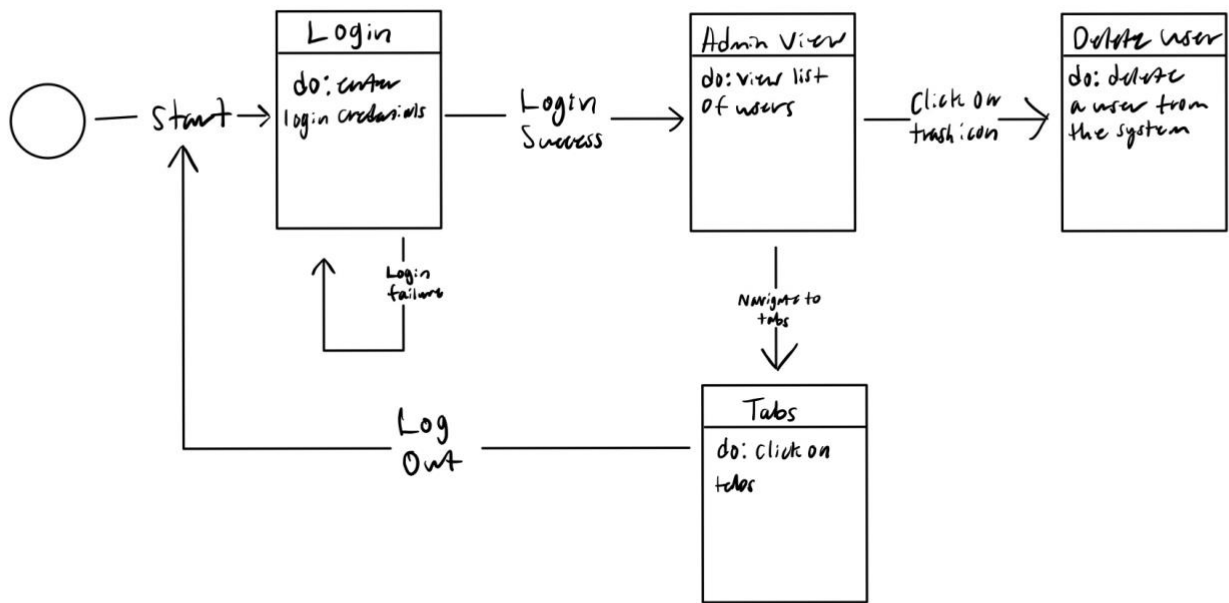 Login
do: enter
login credenials
Start
Login
Success
Login
failure
Admin View
do: view list
of users
Click on
trash icon
Delete user
do: delete
a user from
the system
Navigate to
tabs
Tabs
do: click on
tabs
Log
Out